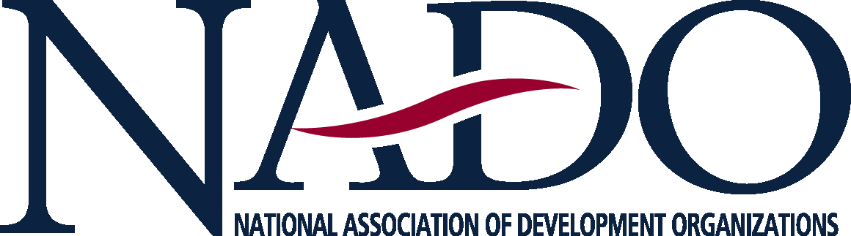 NADO
NATIONAL ASSOCIATION OF DEVELOPMENT ORGANIZATIONS